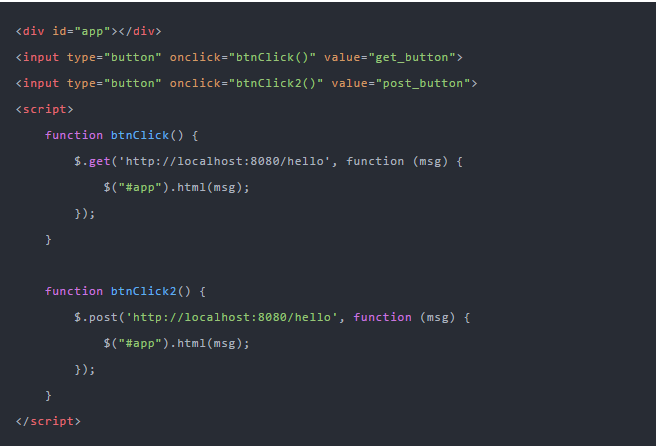 <div id="app"></div>
<input type="button" onclick="btnClick()" value="get_button">
<input type="button" onclick="btnClick2()" value="post_button">
<script>
    function btnClick() {
        $.get('http://localhost:8080/hello', function (msg) {
            $("#app").html(msg);
        });
    }

    function btnClick2() {
        $.post('http://localhost:8080/hello', function (msg) {
            $("#app").html(msg);
        });
    }
</script>